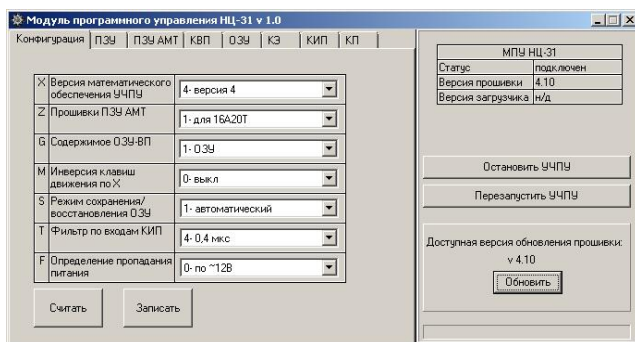 Модуль программного управления НЦ-31 v 1.0
Конфигурация ПЗУ ПЗУ АМТ КВП ОЗУ КЭ КИП КП
X Версия математического
обеспечения УЧПУ
4- версия 4
Z Прошивки ПЗУ АМТ
1- для 16А20Т
G Содержимое ОЗУ-ВП
1- ОЗУ
M Инверсия клавиш
движения по X
0- выкл
S Режим сохранения/
восстановления ОЗУ
1- автоматический
T Фильтр по входам КИП
4- 0,4 мкс
F Определение пропадания
питания
0- по ~12В
Считать Записать
МПУ НЦ-31
Статус подключен
Версия прошивки 4.10
Версия загрузчика н/д
Остановить УЧПУ
Перезапустить УЧПУ
Доступная версия обновления прошивки:
v 4.10
Обновить